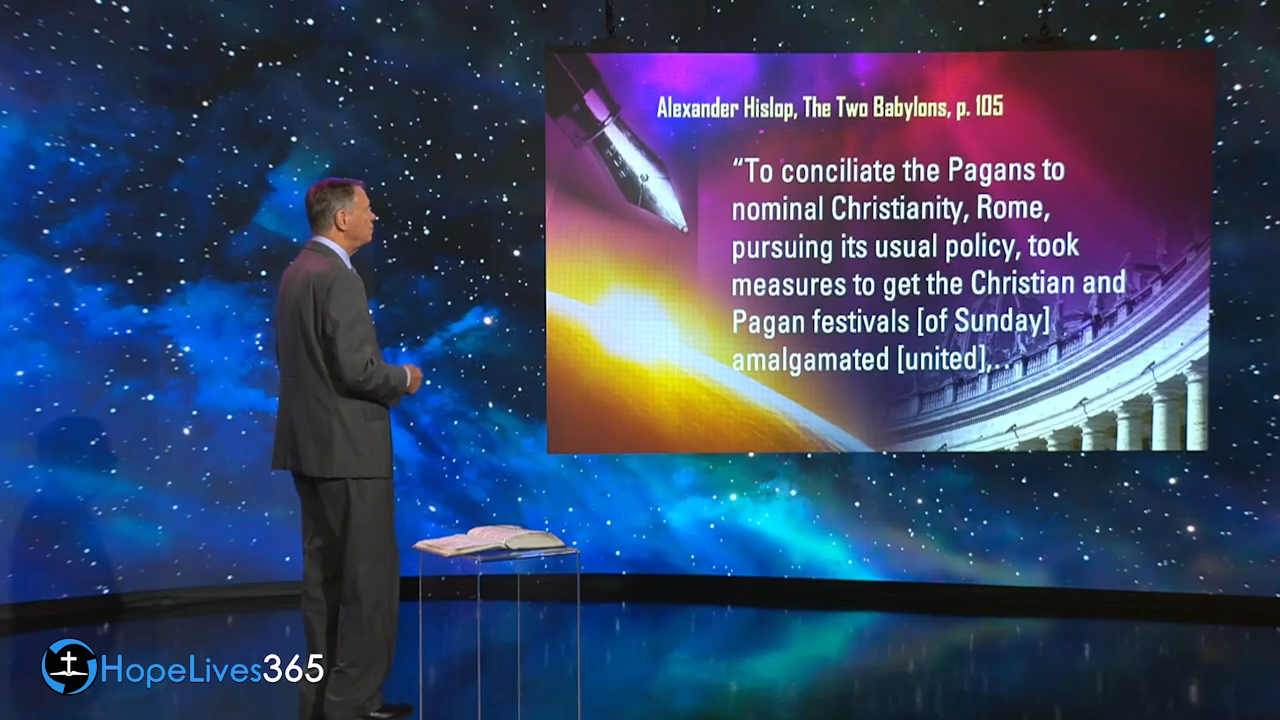 Alexander Hislop, The Two Babylons, p. 105
“To conciliate the Pagans to
nominal Christianity, Rome,
pursuing its usual policy, took
measures to get the Christian and
Pagan festivals [of Sunday]
amalgamated [united],...
HopeLives365